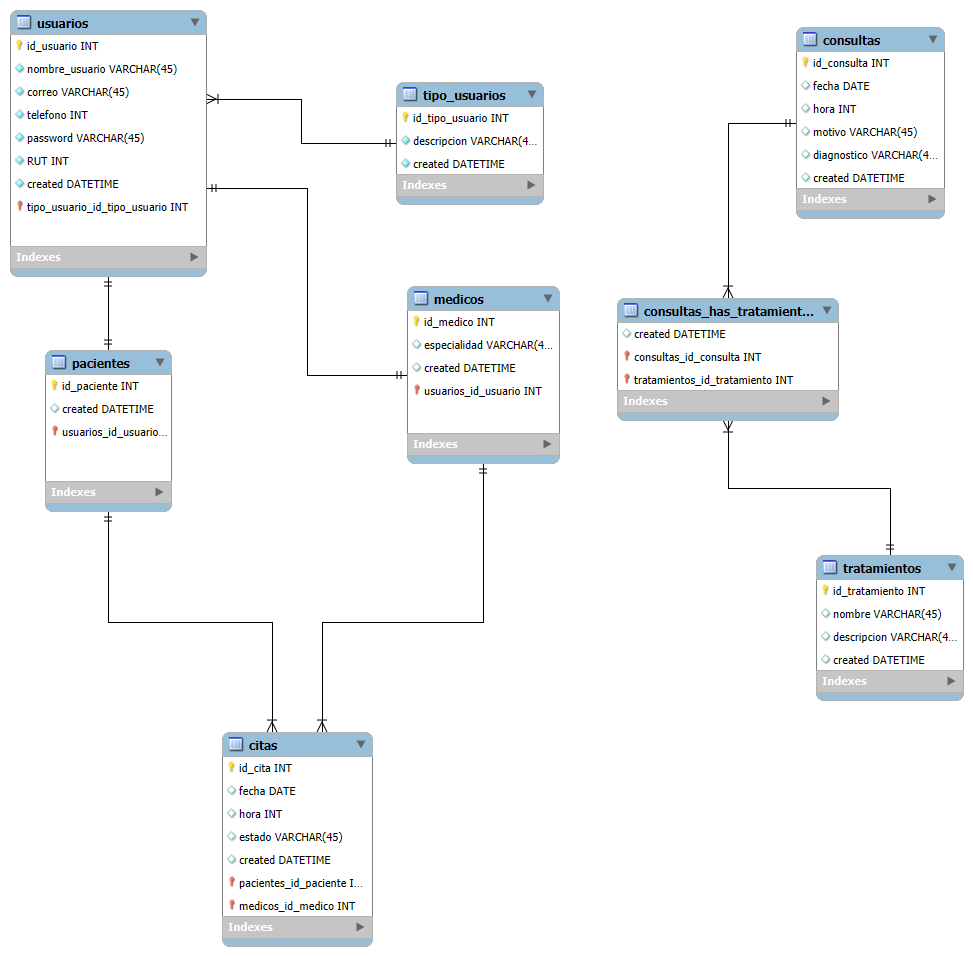 usuarios
id_usuario INT
nombre_usuario VARCHAR(45)
correo VARCHAR(45)
telefono INT
password VARCHAR(45)
RUT INT
created DATETIME
tipo_usuario_id_tipo_usuario INT
Indexes
tipo_usuarios
id_tipo_usuario INT
descripcion VARCHAR(4...
created DATETIME
Indexes
consultas
id_consulta INT
fecha DATE
hora INT
motivo VARCHAR(45)
diagnostico VARCHAR(4...
created DATETIME
Indexes
pacientes
id_paciente INT
created DATETIME
usuarios_id_usuario...
Indexes
medicos
id_medico INT
especialidad VARCHAR(4...
created DATETIME
usuarios_id_usuario INT
Indexes
consultas_has_tratamient...
created DATETIME
consultas_id_consulta INT
tratamientos_id_tratamiento INT
Indexes
tratamientos
id_tratamiento INT
nombre VARCHAR(45)
descripcion VARCHAR(4...
created DATETIME
Indexes
citas
id_cita INT
fecha DATE
hora INT
estado VARCHAR(45)
created DATETIME
pacientes_id_paciente I...
medicos_id_medico INT
Indexes